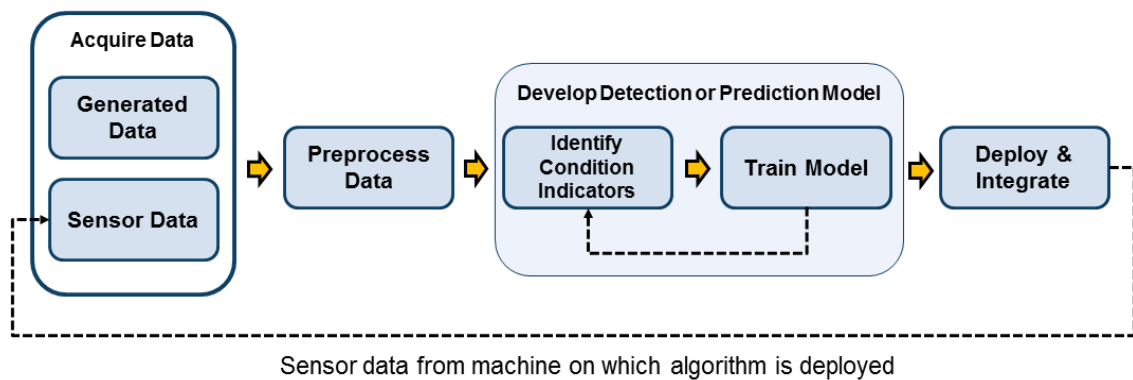 Acquire Data
Generated
Data
Sensor Data
Preprocess
Data
Develop Detection or Prediction Model
Identify
Condition
Indicators
Train Model
Deploy &
Integrate
Sensor data from machine on which algorithm is deployed